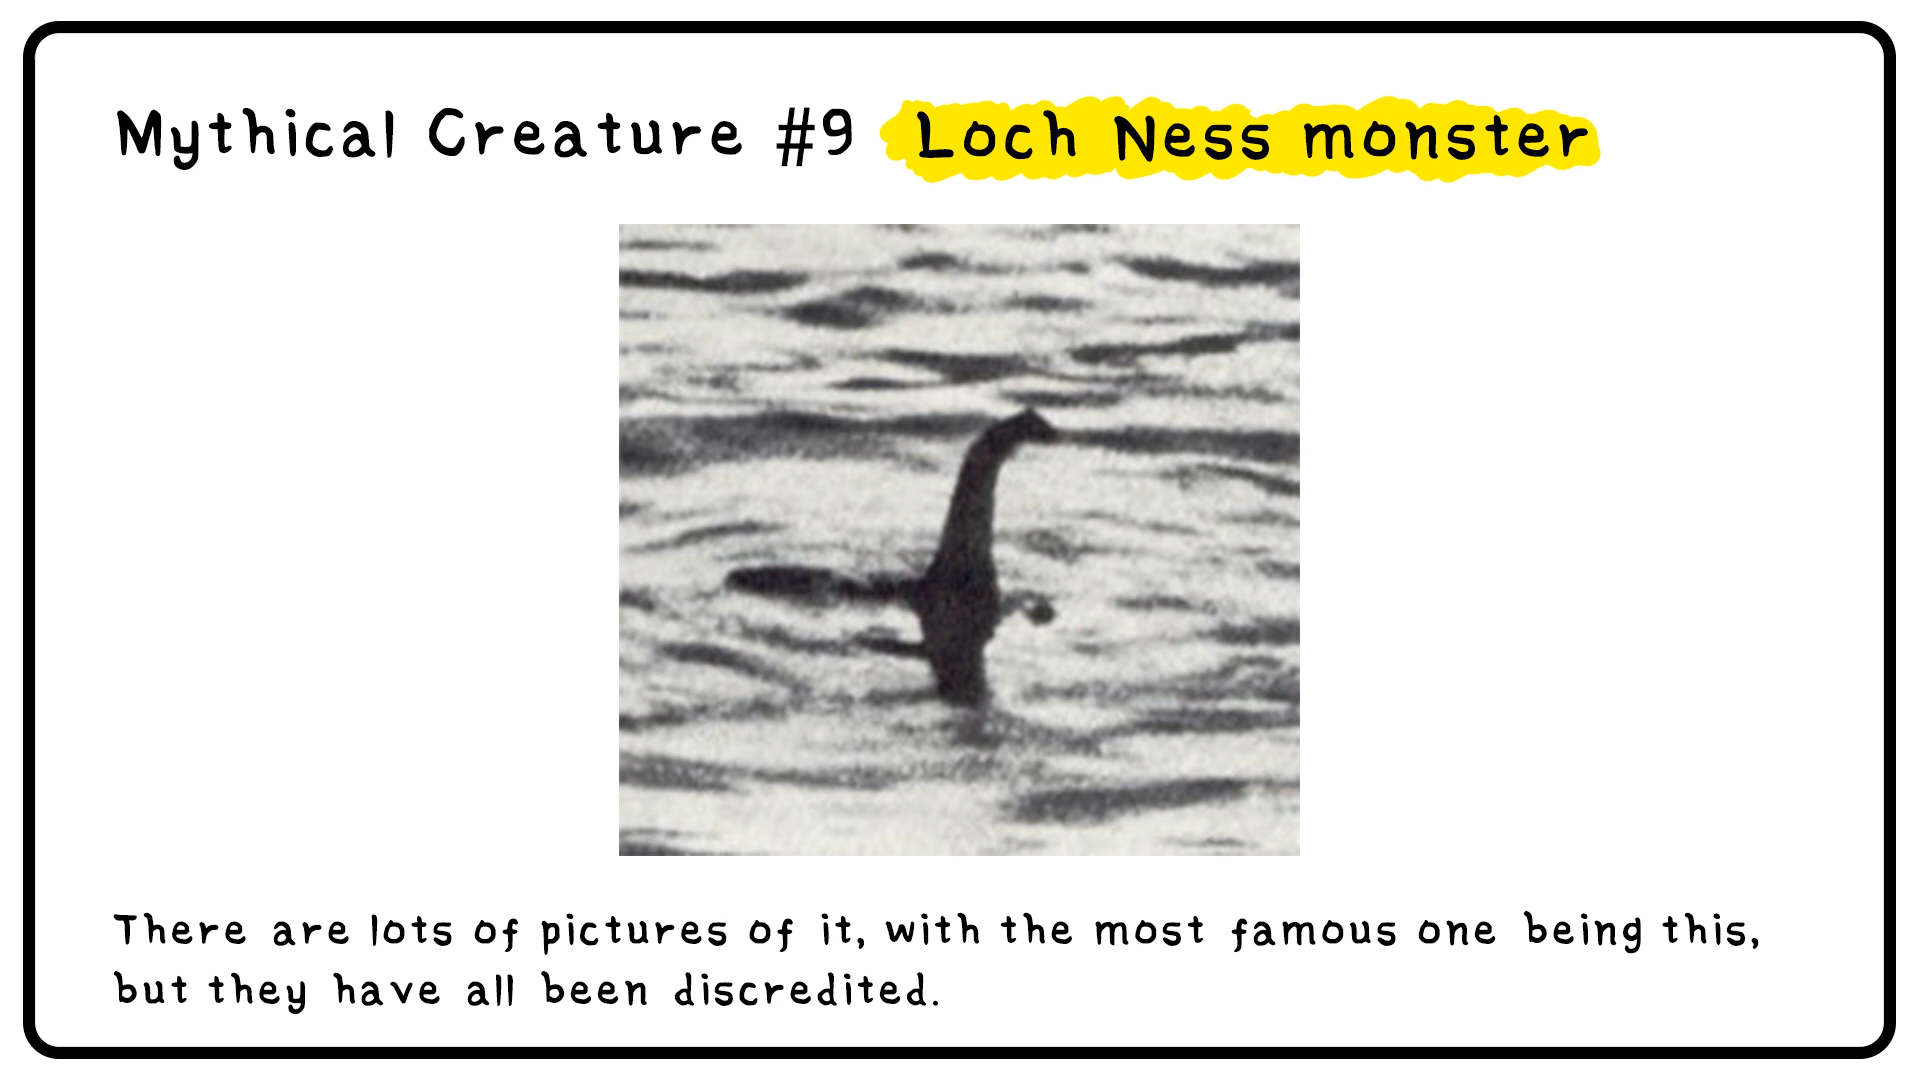 Mythical Creature #9 Loch Ness monster
There are lots of pictures of it, with the most famous one being this,
but they have all been discredited.